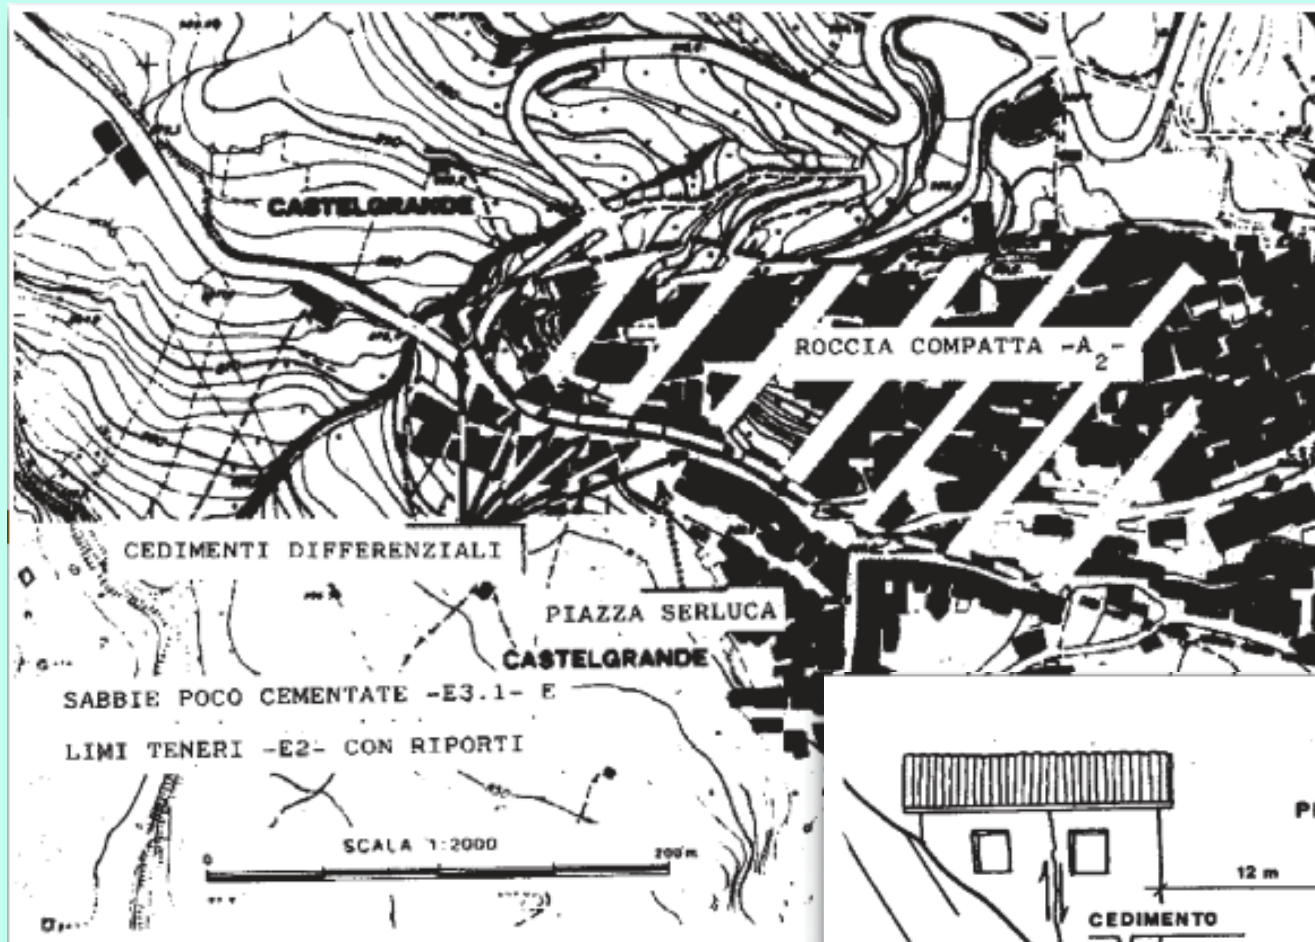 CASTELGRANDE
ROCCIA COMPATTA -A2-
CEDIMENTI DIFFERENZIALI
PIAZZA SERLUCA
CASTELGRANDE
SABBIE POCO CEMENTATE -E3.1- E
LIMI TENERI -E2- CON RIPORTI
SCALA 1:2000
0 200 m
12 m
CEDIMENTO